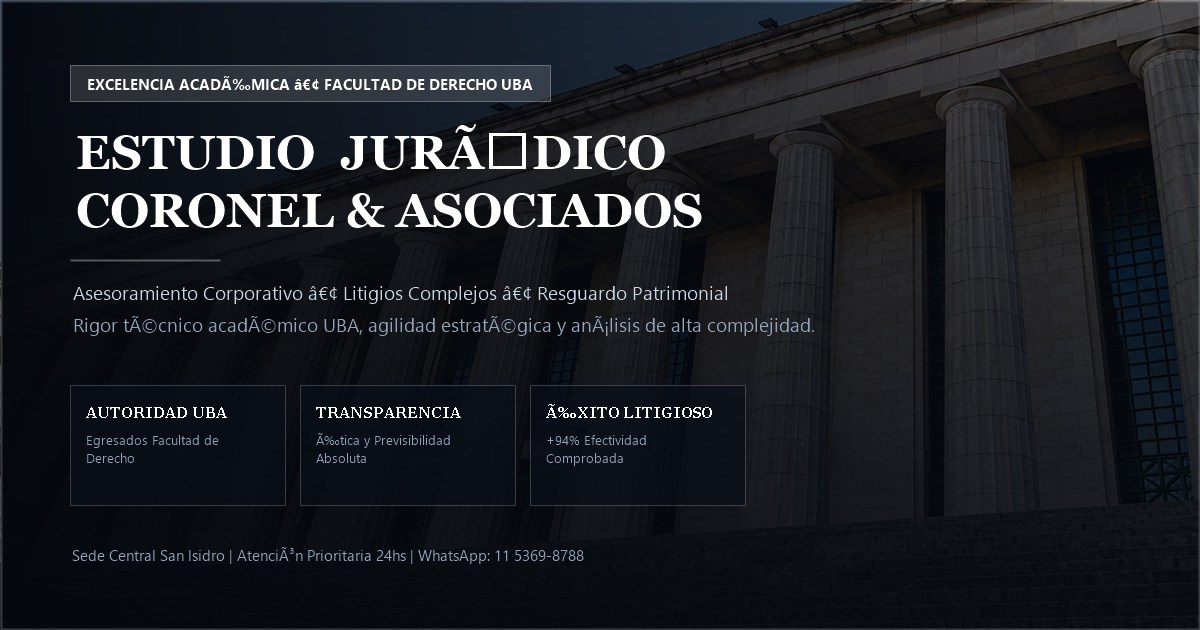 EXCELENCIA ACADÃ‰MICA â€¢ FACULTAD DE DERECHO UBA
ESTUDIO JURÃ□DICO
CORONEL & ASOCIADOS
Asesoramiento Corporativo â€¢ Litigios Complejos â€¢ Resguardo Patrimonial
Rigor tÃ©cnico acadÃ©mico UBA, agilidad estratÃ©gica y anÃ¡lisis de alta complejidad.
AUTORIDAD UBA
Egresados Facultad de
Derecho
TRANSPARENCIA
Ã‰tica y Previsibilidad
Absoluta
Ã‰XITO LITIGIOSO
+94% Efectividad
Comprobada
Sede Central San Isidro | AtenciÃ³n Prioritaria 24hs | WhatsApp: 11 5369-8788